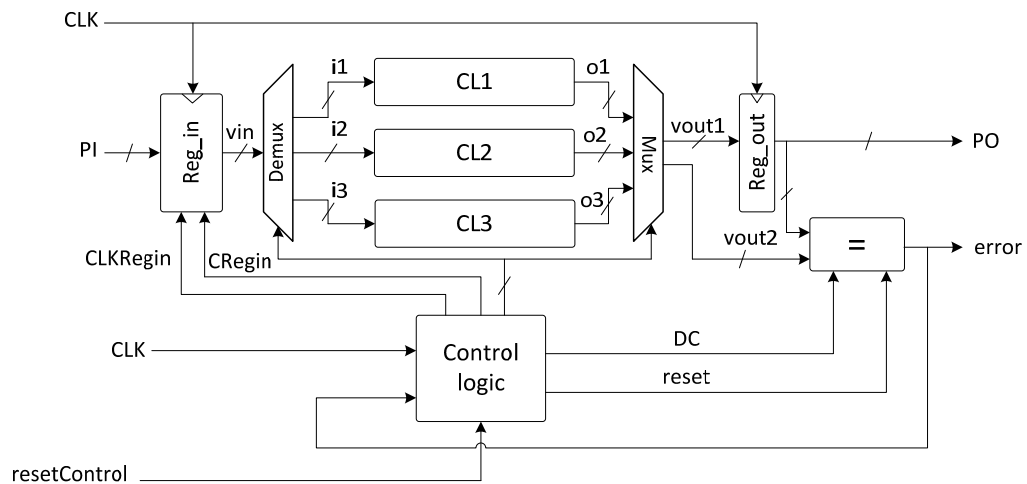 CLK
PI
Reg_in
vin
Demux
i1
i2
i3
CL1
CL2
CL3
o1
o2
o3
Mux
vout1
Reg_out
PO
vout2
=
error
CLKRegin
CRegin
CLK
Control
logic
DC
reset
resetControl